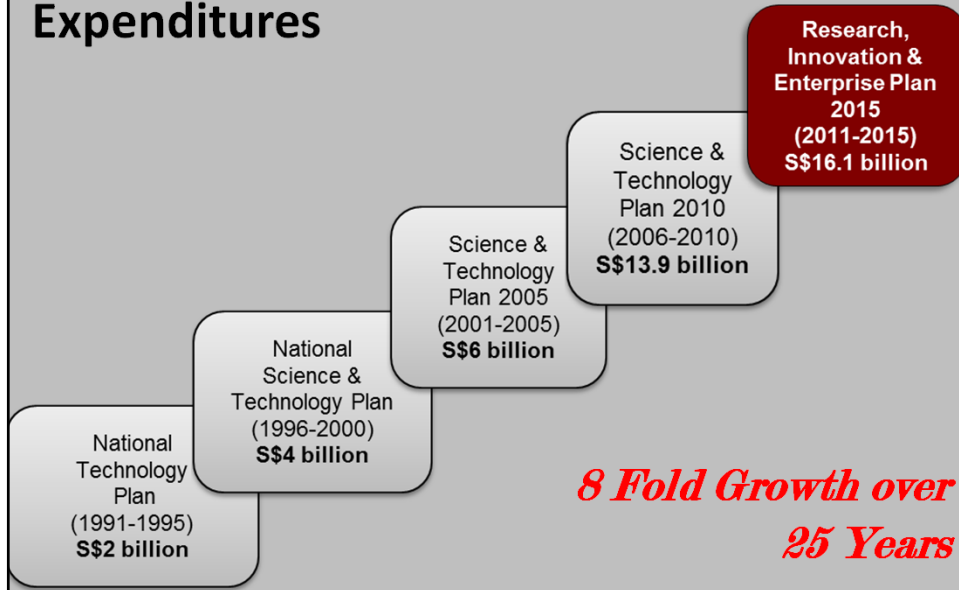 Expenditures
National
Technology
Plan
(1991-1995)
S$2 billion
National
Science &
Technology Plan
(1996-2000)
S$4 billion
Science &
Technology
Plan 2005
(2001-2005)
S$6 billion
Science &
Technology
Plan 2010
(2006-2010)
S$13.9 billion
Research,
Innovation &
Enterprise Plan
2015
(2011-2015)
S$16.1 billion
8 Fold Growth over
25 Years